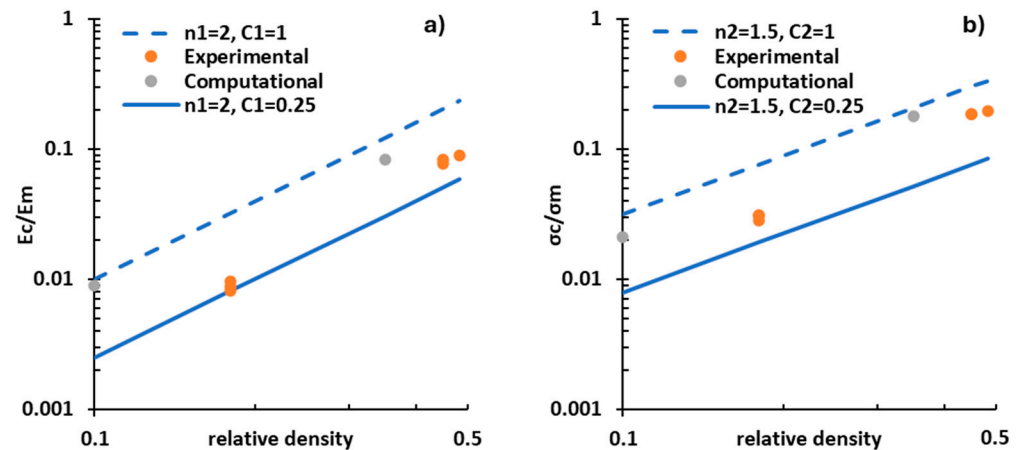 a)
1
n1=2, C1=1
Experimental
Computational
n1=2, C1=0.25
0.1
Ec/Em
0.01
0.001
0.1
relative density
0.5
b)
1
n2=1.5, C2=1
Experimental
Computational
n2=1.5, C2=0.25
0.1
σc/σm
0.01
0.001
0.1
relative density
0.5